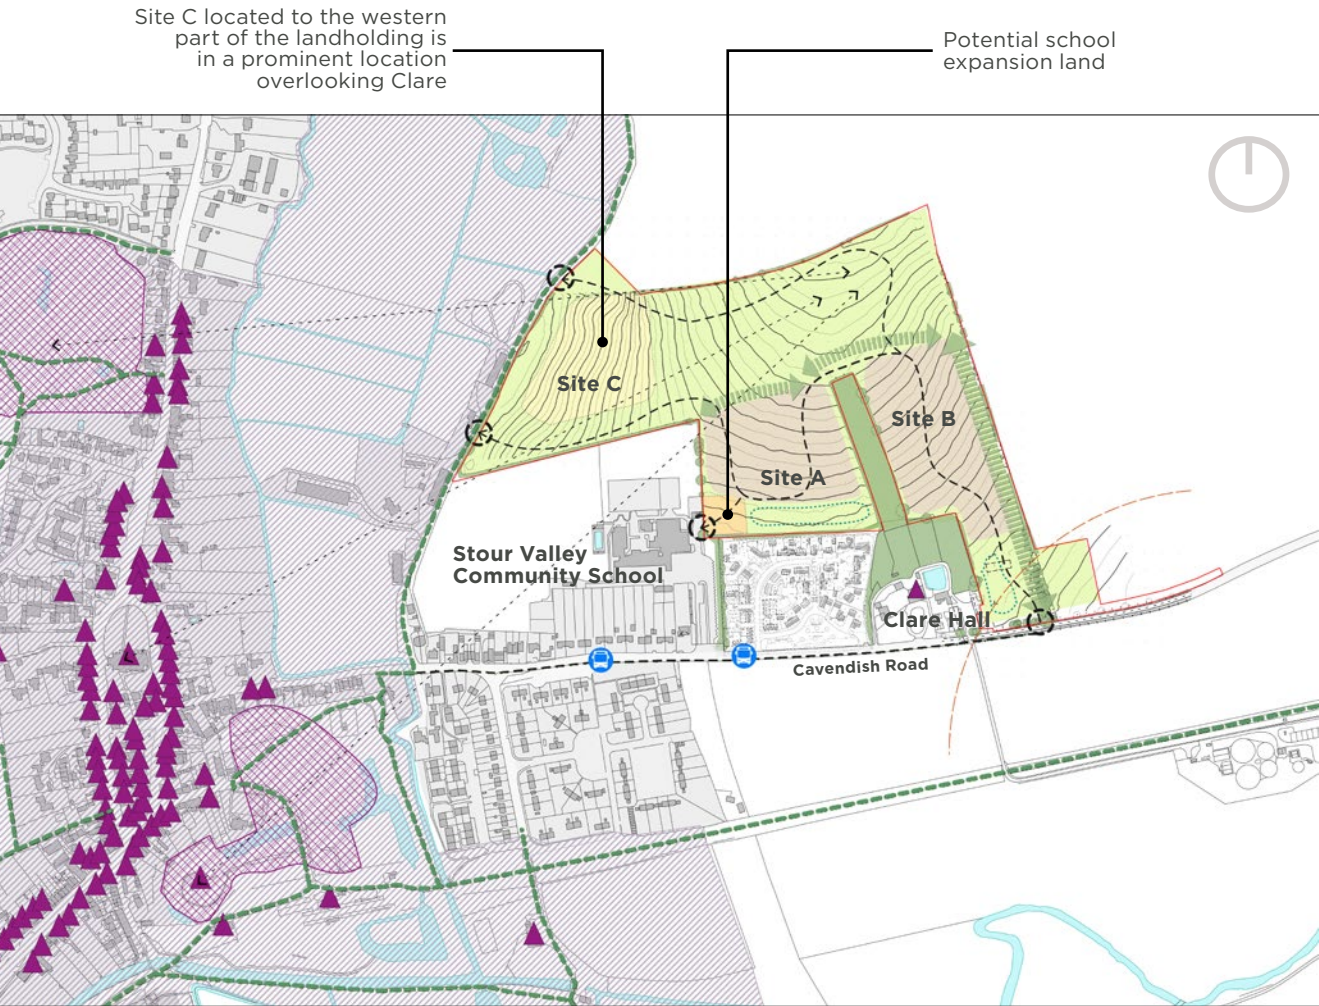 Site C located to the western
part of the landholding is
in a prominent location
overlooking Clare
Potential school
expansion land
Site C
Site B
Site A
Stour Valley
Community School
Clare Hall
Cavendish Road